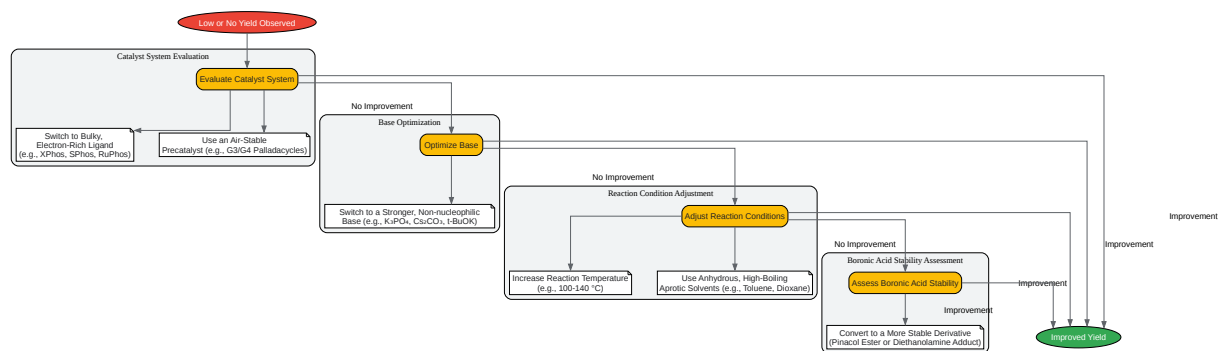 Low or No Yield Observed
Catalyst System Evaluation
Evaluate Catalyst System
Switch to Bulky,
Electron-Rich Ligand
(e.g., XPhos, SPhos, RuPhos)
Use an Air-Stable
Precatalyst (e.g., G3/G4 Palladacycles)
No Improvement
Base Optimization
Optimize Base
Switch to a Stronger, Non-nucleophilic
Base (e.g., K₃PO₄, Cs₂CO₃, t-BuOK)
No Improvement
Reaction Condition Adjustment
Adjust Reaction Conditions
Increase Reaction Temperature
(e.g., 100-140 °C)
Use Anhydrous, High-Boiling
Aprotic Solvents (e.g., Toluene, Dioxane)
No Improvement
Boronic Acid Stability Assessment
Assess Boronic Acid Stability
Convert to a More Stable Derivative
(Pinacol Ester or Diethanolamine Adduct)
Improvement
Improvement
Improvement
Improvement
Improved Yield